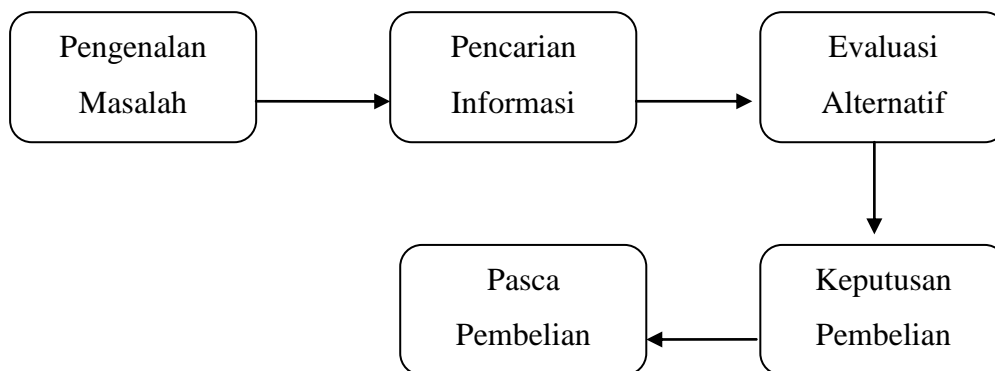 Pengenalan
Masalah
Pencarian
Informasi
Evaluasi
Alternatif
Keputusan
Pembelian
Pasca
Pembelian